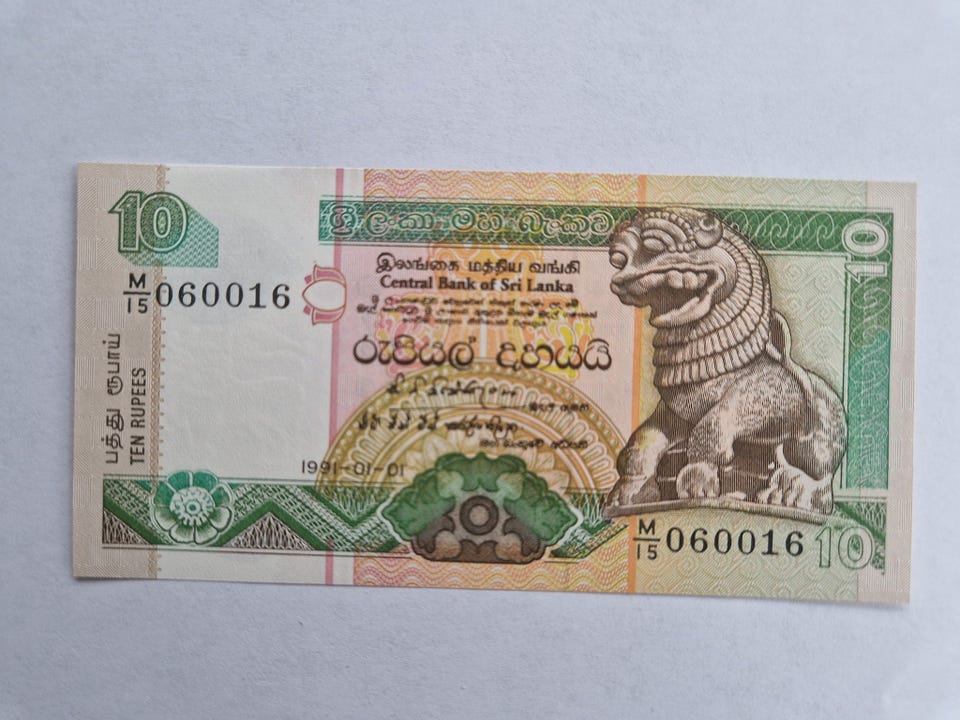 10
ශ්‍රී ලංකා මහ බැංකුව
10
இலங்கை மத்திய வங்கி
Central Bank of Sri Lanka
M/15 060016
රුපියල් දහයයි
பத்து ரூபாய்
TEN RUPEES
1991-01-01
M/15 060016
10